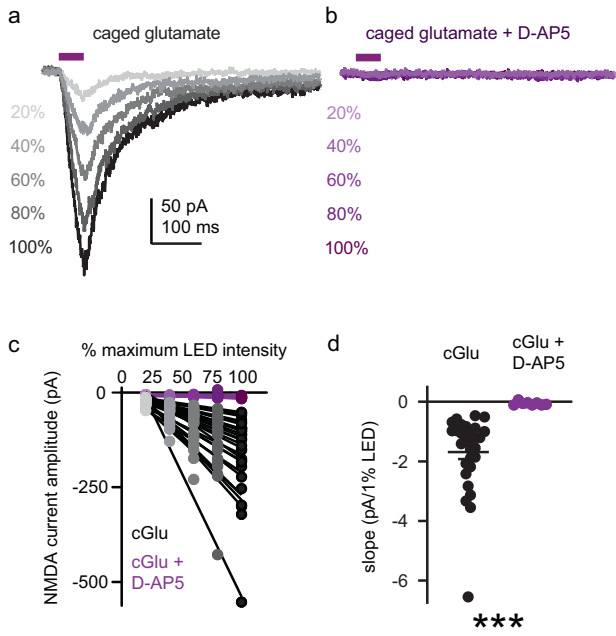 a
caged glutamate
20%
40%
60%
80%
100%
50 pA
100 ms
b
caged glutamate + D-AP5
20%
40%
60%
80%
100%
c
% maximum LED intensity
0 25 50 75 100
NMDA current amplitude (pA)
0
-250
-500
cGlu
cGlu +
D-AP5
d
cGlu
cGlu +
D-AP5
slope (pA/1% LED)
0
-2
-4
-6
***